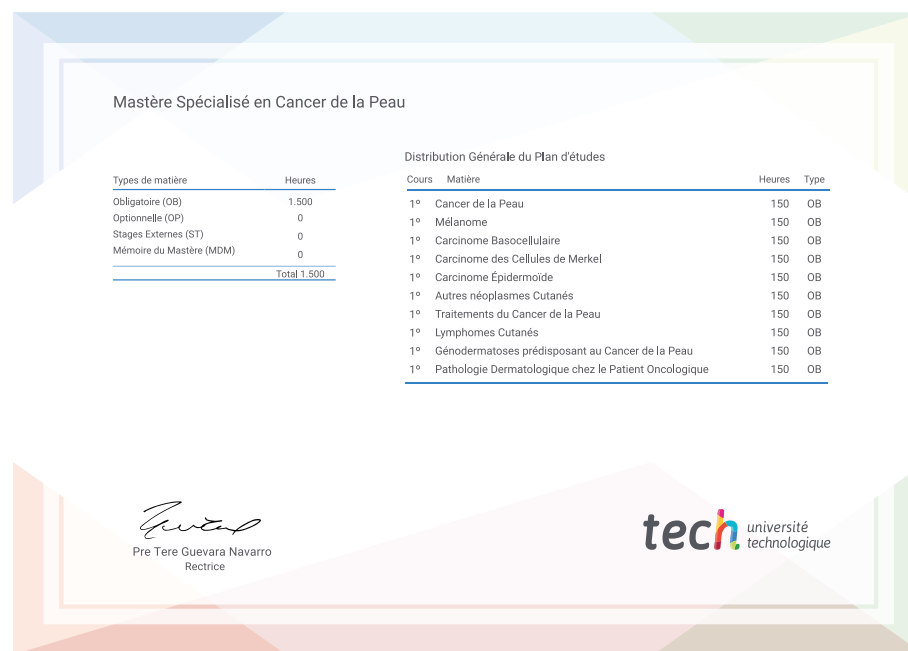 Mastère Spécialisé en Cancer de la Peau
Types de matière Heures
Obligatoire (OB) 1.500
Optionnelle (OP) 0
Stages Externes (ST) 0
Mémoire du Mastère (MDM) 0
Total 1.500
Distribution Générale du Plan d'études
Cours Matière Heures Type
1º Cancer de la Peau 150 OB
1º Mélanome 150 OB
1º Carcinome Basocellulaire 150 OB
1º Carcinome des Cellules de Merkel 150 OB
1º Carcinome Épidermoïde 150 OB
1º Autres néoplasmes Cutanés 150 OB
1º Traitements du Cancer de la Peau 150 OB
1º Lymphomes Cutanés 150 OB
1º Génodermatoses prédisposant au Cancer de la Peau 150 OB
1º Pathologie Dermatologique chez le Patient Oncologique 150 OB
Pre Tere Guevara Navarro
Rectrice
tech université
technologique